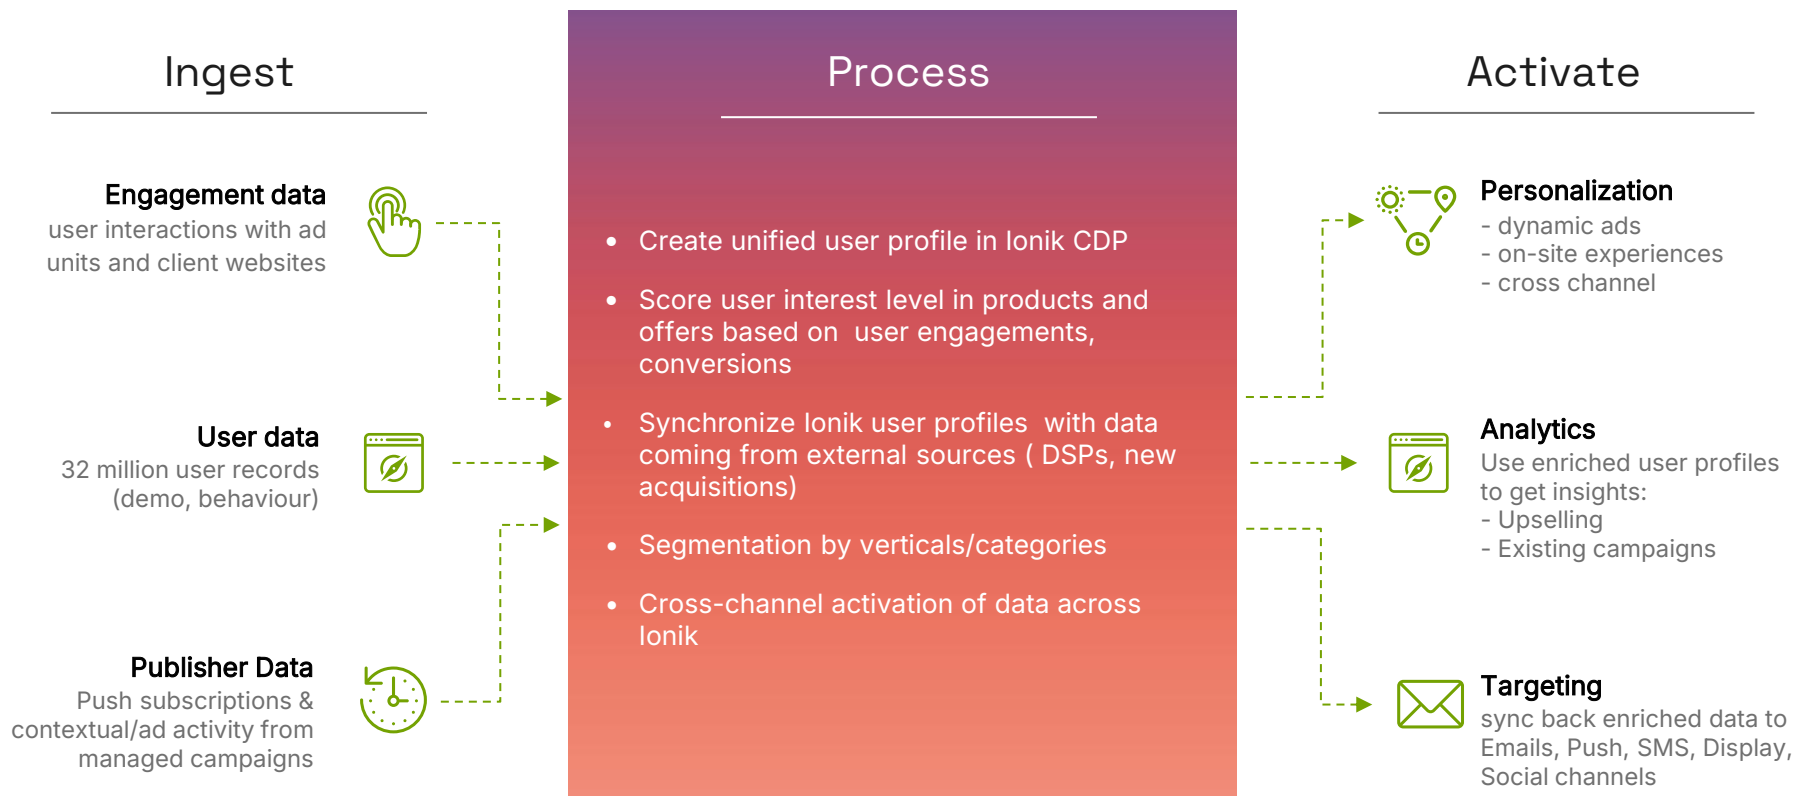 Ingest
Engagement data
user interactions with ad
units and client websites
User data
32 million user records
(demo, behaviour)
Publisher Data
Push subscriptions &
contextual/ad activity from
managed campaigns
Process
• Create unified user profile in Ionik CDP
• Score user interest level in products and
offers based on  user engagements,
conversions
• Synchronize Ionik user profiles  with data
coming from external sources ( DSPs, new
acquisitions)
• Segmentation by verticals/categories
• Cross-channel activation of data across
Ionik
Activate
Personalization
- dynamic ads
- on-site experiences
- cross channel
Analytics
Use enriched user profiles
to get insights:
- Upselling
- Existing campaigns
Targeting
sync back enriched data to
Emails, Push, SMS, Display,
Social channels